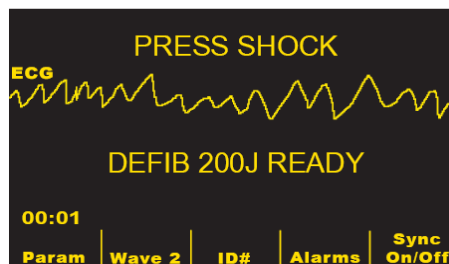 PRESS SHOCK
ECG
DEFIB 200J READY
00:01
Param Wave 2 ID# Alarms Sync On/Off